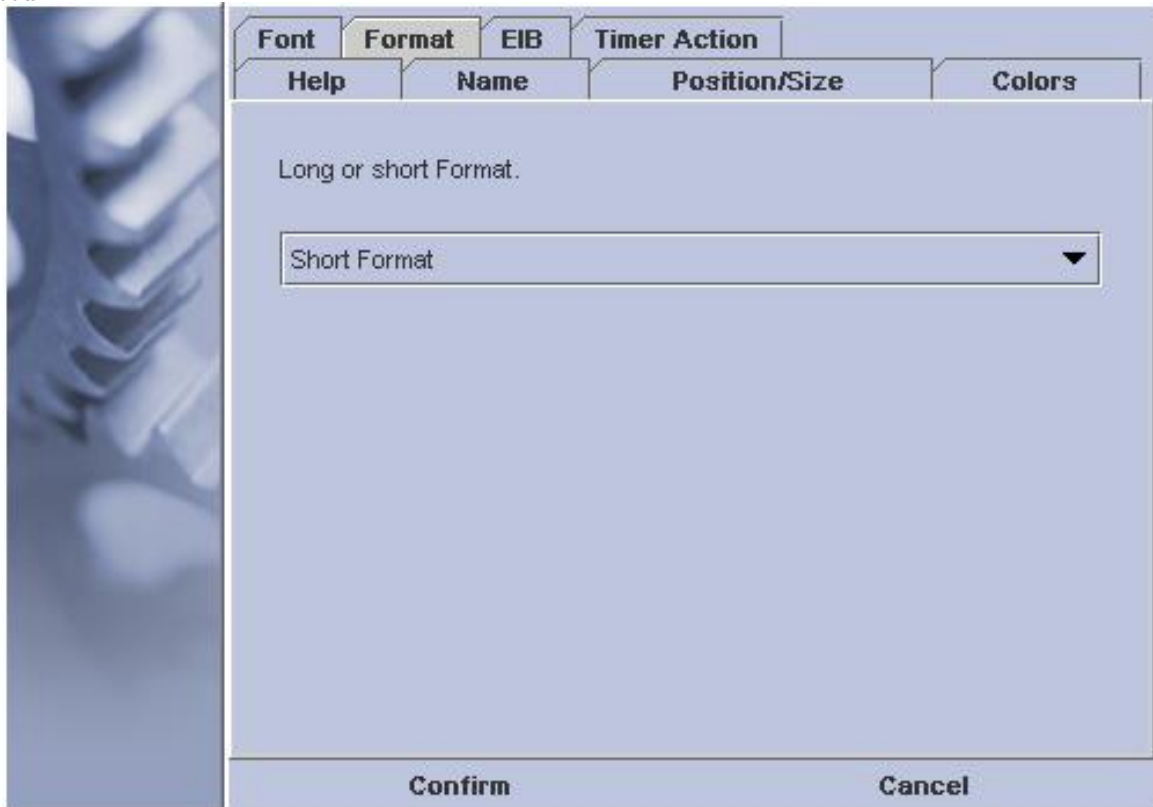 Font Format EIB Timer Action
Help Name Position/Size Colors
Long or short Format.
Short Format
Confirm Cancel